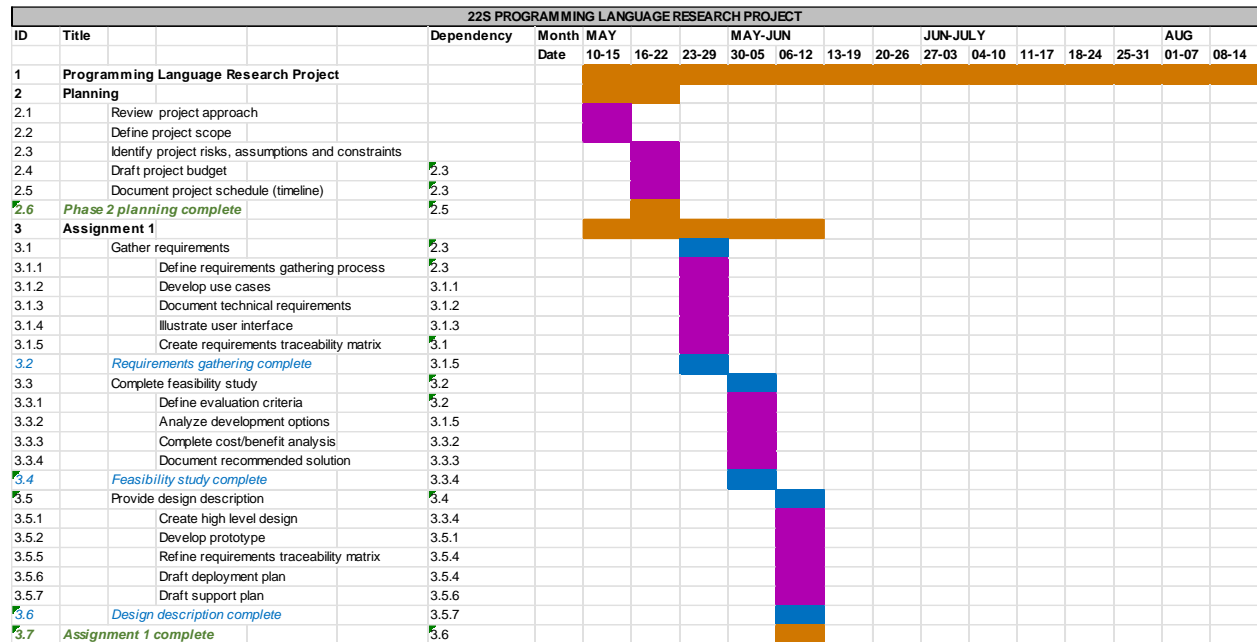 22S PROGRAMMING LANGUAGE RESEARCH PROJECT
ID Title Dependency Month MAY MAY-JUN JUN-JULY AUG
Date 10-15 16-22 23-29 30-05 06-12 13-19 20-26 27-03 04-10 11-17 18-24 25-31 01-07 08-14
1 Programming Language Research Project
2 Planning
2.1 Review project approach
2.2 Define project scope
2.3 Identify project risks, assumptions and constraints
2.4 Draft project budget 2.3
2.5 Document project schedule (timeline) 2.3
2.6 Phase 2 planning complete 2.5
3 Assignment 1
3.1 Gather requirements 2.3
3.1.1 Define requirements gathering process 2.3
3.1.2 Develop use cases 3.1.1
3.1.3 Document technical requirements 3.1.2
3.1.4 Illustrate user interface 3.1.3
3.1.5 Create requirements traceability matrix 3.1
3.2 Requirements gathering complete 3.1.5
3.3 Complete feasibility study 3.2
3.3.1 Define evaluation criteria 3.2
3.3.2 Analyze development options 3.1.5
3.3.3 Complete cost/benefit analysis 3.3.2
3.3.4 Document recommended solution 3.3.3
3.4 Feasibility study complete 3.3.4
3.5 Provide design description 3.4
3.5.1 Create high level design 3.3.4
3.5.2 Develop prototype 3.5.1
3.5.5 Refine requirements traceability matrix 3.5.4
3.5.6 Draft deployment plan 3.5.4
3.5.7 Draft support plan 3.5.6
3.6 Design description complete 3.5.7
3.7 Assignment 1 complete 3.6